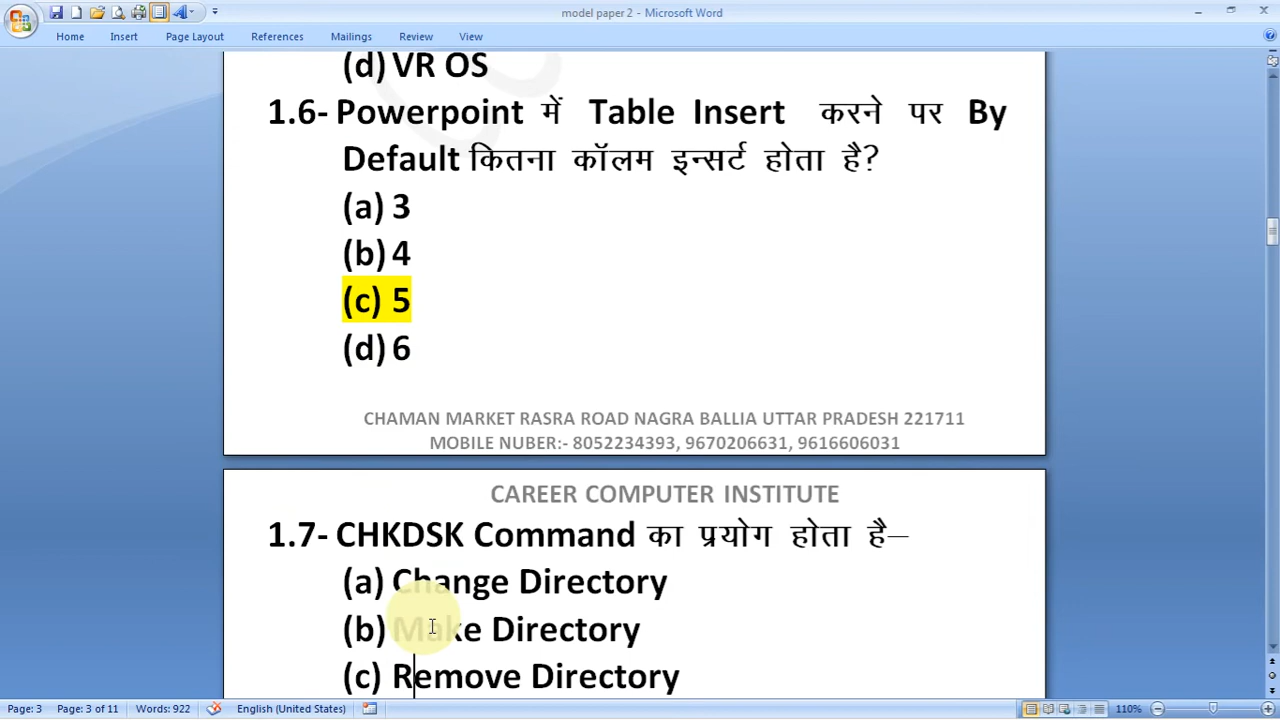 model paper 2 - Microsoft Word
Home Insert Page Layout References Mailings Review View
(d) VR OS
1.6- Powerpoint में Table Insert करने पर By
Default कितना कॉलम इन्सर्ट होता है?
(a) 3
(b) 4
(c) 5
(d) 6
CHAMAN MARKET RASRA ROAD NAGRA BALLIA UTTAR PRADESH 221711
MOBILE NUBER:- 8052234393, 9670206631, 9616606031
CAREER COMPUTER INSTITUTE
1.7- CHKDSK Command का प्रयोग होता है–
(a) Change Directory
(b) Make Directory
(c) Remove Directory
Page: 3 Page: 3 of 11 Words: 922 English (United States) 110%